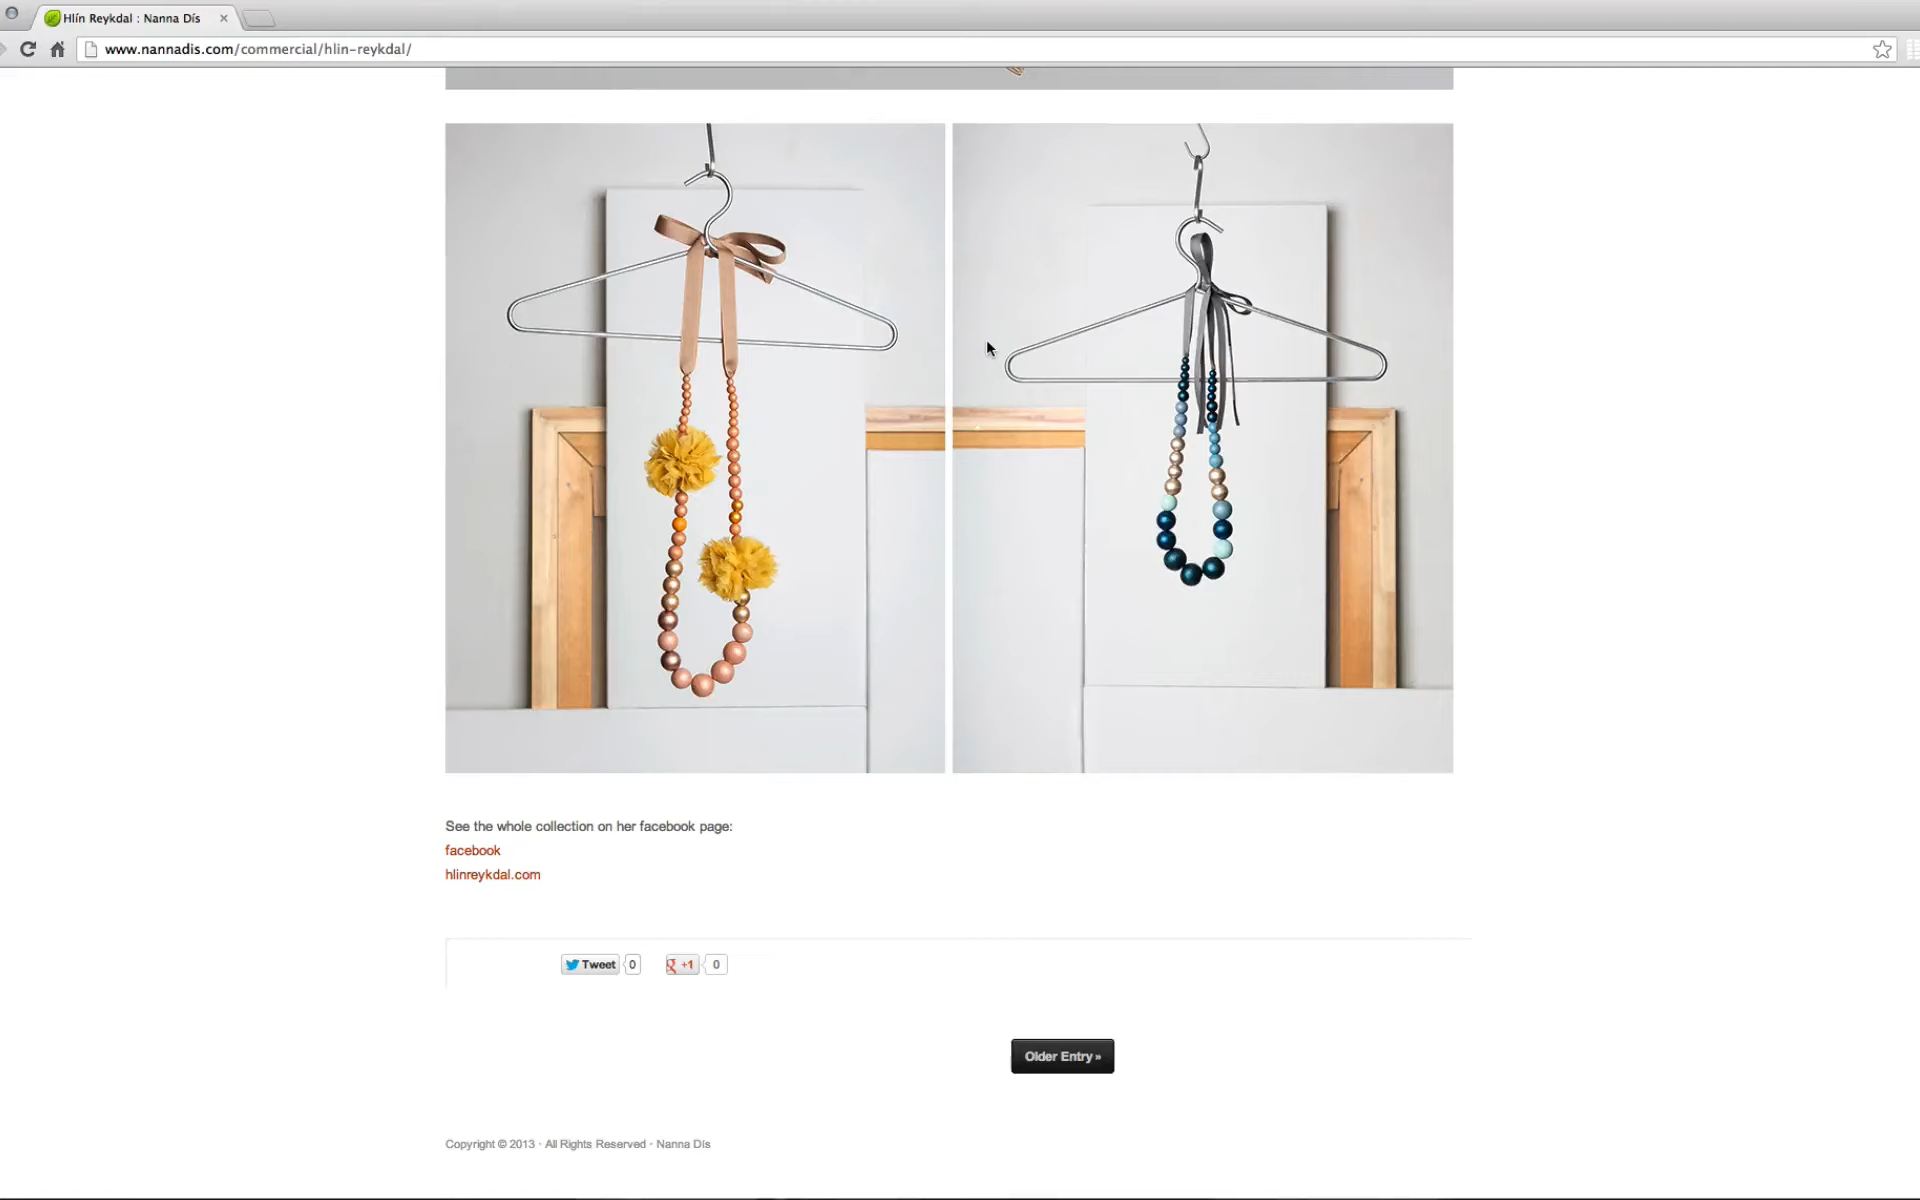 Hlín Reykdal : Nanna Dís
www.nannadis.com/commercial/hlin-reykdal/
See the whole collection on her facebook page:
facebook
hlinreykdal.com
Tweet 0 +1 0
Older Entry »
Copyright © 2013 · All Rights Reserved · Nanna Dís